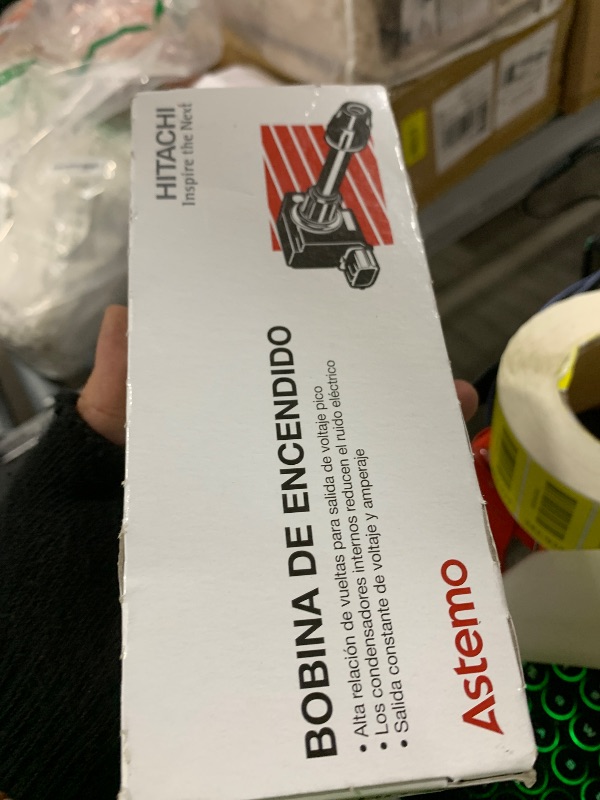 HITACHI
Inspire the Next
BOBINA DE ENCENDIDO
• Alta relación de vueltas para salida de voltaje pico
• Los condensadores internos reducen el ruido eléctrico
• Salida constante de voltaje y amperaje
Astemo